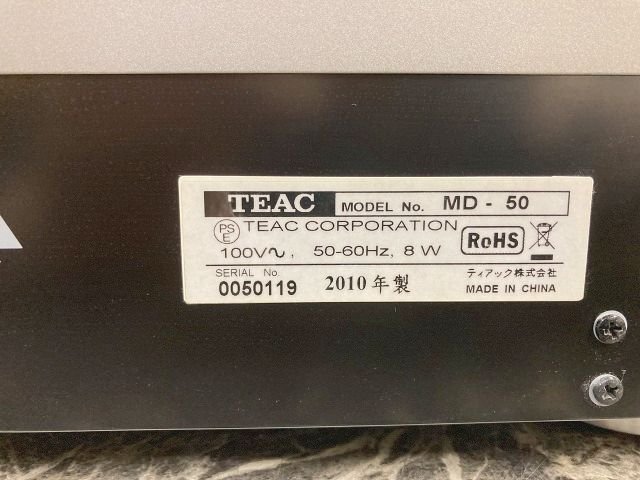 TEAC MODEL No. MD - 50
PSE TEAC CORPORATION
100V∿, 50-60Hz, 8 W RoHS
SERIAL No. ティアック株式会社
0050119 2010年製 MADE IN CHINA